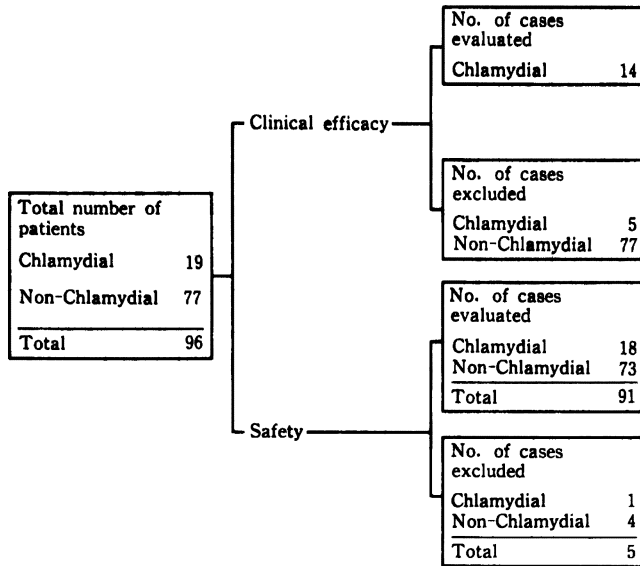 Total number of
patients
Chlamydial 19
Non-Chlamydial 77
Total 96
Clinical efficacy
No. of cases
evaluated
Chlamydial 14
No. of cases
excluded
Chlamydial 5
Non-Chlamydial 77
Safety
No. of cases
evaluated
Chlamydial 18
Non-Chlamydial 73
Total 91
No. of cases
excluded
Chlamydial 1
Non-Chlamydial 4
Total 5